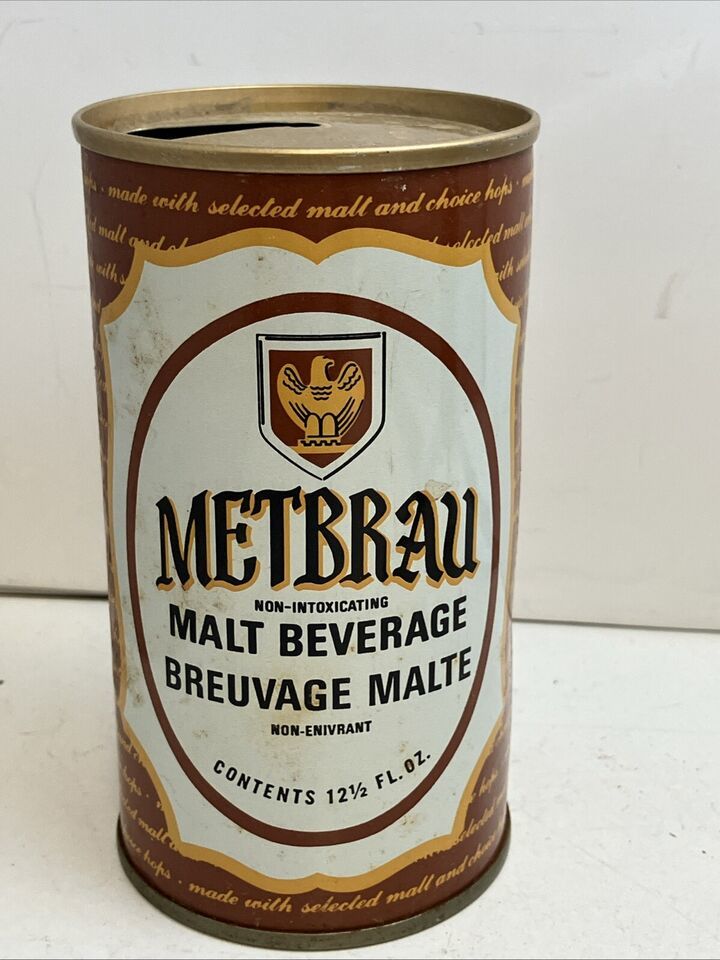 made with selected malt and choice hops
METBRAU
NON-INTOXICATING
MALT BEVERAGE
BREUVAGE MALTE
NON-ENIVRANT
CONTENTS 12½ FL. OZ.
hops · made with selected malt and choice